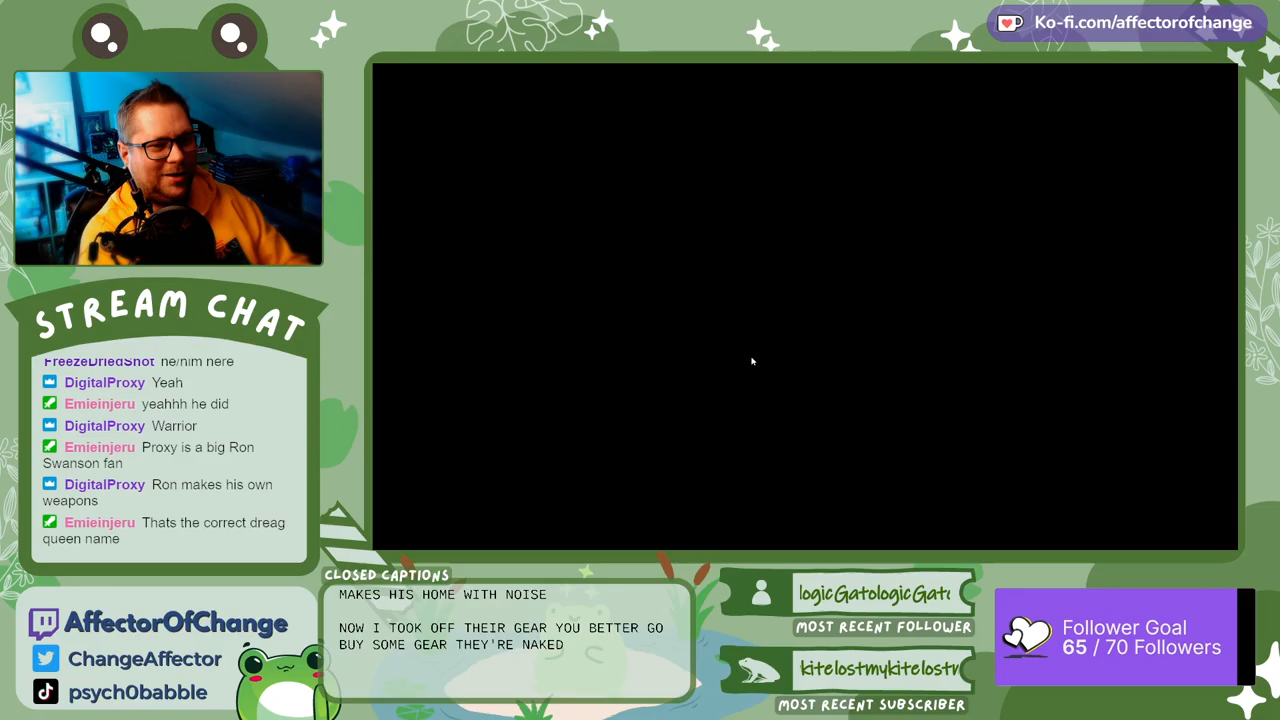 Ko-fi.com/affectorofchange
STREAM CHAT
FreezeDriedShot he/him here
DigitalProxy Yeah
Emieinjeru yeahhh he did
DigitalProxy Warrior
Emieinjeru Proxy is a big Ron
Swanson fan
DigitalProxy Ron makes his own
weapons
Emieinjeru Thats the correct dreag
queen name
AffectorOfChange
ChangeAffector
psych0babble
CLOSED CAPTIONS
MAKES HIS HOME WITH NOISE
NOW I TOOK OFF THEIR GEAR YOU BETTER GO
BUY SOME GEAR THEY'RE NAKED
logicGatologicGato
MOST RECENT FOLLOWER
kitelostmykitelostm
MOST RECENT SUBSCRIBER
Follower Goal
65 / 70 Followers